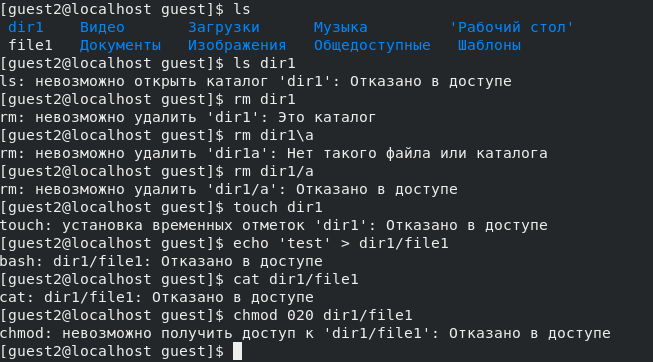 [guest2@localhost guest]$ ls
dir1 Видео Загрузки Музыка 'Рабочий стол'
file1 Документы Изображения Общедоступные Шаблоны
[guest2@localhost guest]$ ls dir1
ls: невозможно открыть каталог 'dir1': Отказано в доступе
[guest2@localhost guest]$ rm dir1
rm: невозможно удалить 'dir1': Это каталог
[guest2@localhost guest]$ rm dir1\a
rm: невозможно удалить 'dir1a': Нет такого файла или каталога
[guest2@localhost guest]$ rm dir1/a
rm: невозможно удалить 'dir1/a': Отказано в доступе
[guest2@localhost guest]$ touch dir1
touch: установка временных отметок 'dir1': Отказано в доступе
[guest2@localhost guest]$ echo 'test' > dir1/file1
bash: dir1/file1: Отказано в доступе
[guest2@localhost guest]$ cat dir1/file1
cat: dir1/file1: Отказано в доступе
[guest2@localhost guest]$ chmod 020 dir1/file1
chmod: невозможно получить доступ к 'dir1/file1': Отказано в доступе
[guest2@localhost guest]$